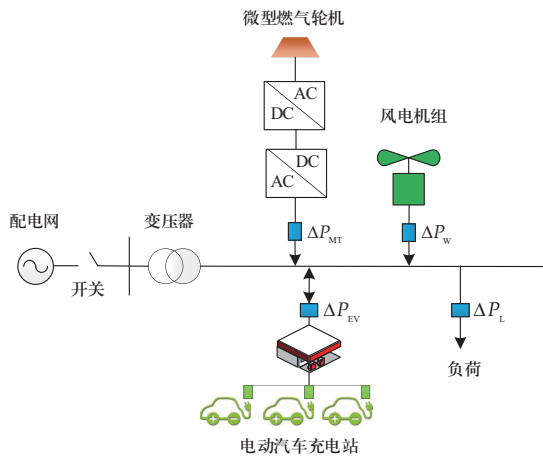 微型燃气轮机
AC
DC
DC
AC
风电机组
配电网
变压器
ΔP_MT
ΔP_W
开关
ΔP_EV
ΔP_L
负荷
电动汽车充电站